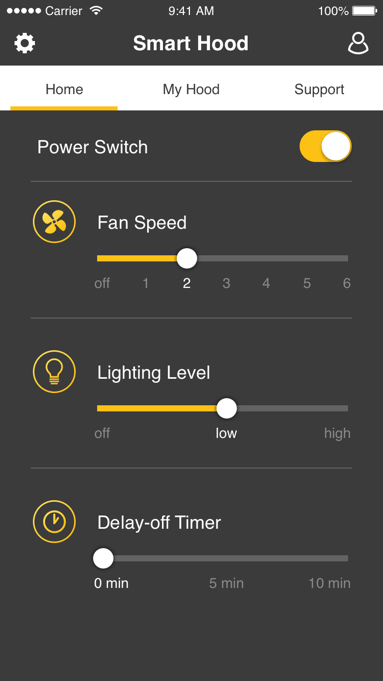 Carrier 9:41 AM 100%
Smart Hood
Home My Hood Support
Power Switch
Fan Speed
off 1 2 3 4 5 6
Lighting Level
off low high
Delay-off Timer
0 min 5 min 10 min